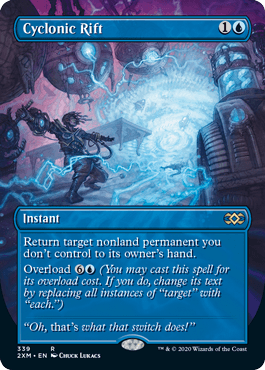 Cyclonic Rift 1
Instant
Return target nonland permanent you
don't control to its owner's hand.
Overload 6 (You may cast this spell for
its overload cost. If you do, change its text
by replacing all instances of "target" with
"each.")
"Oh, that's what that switch does!"
339 R
2XM • EN Chuck Lukacs
™ & © 2020 Wizards of the Coast